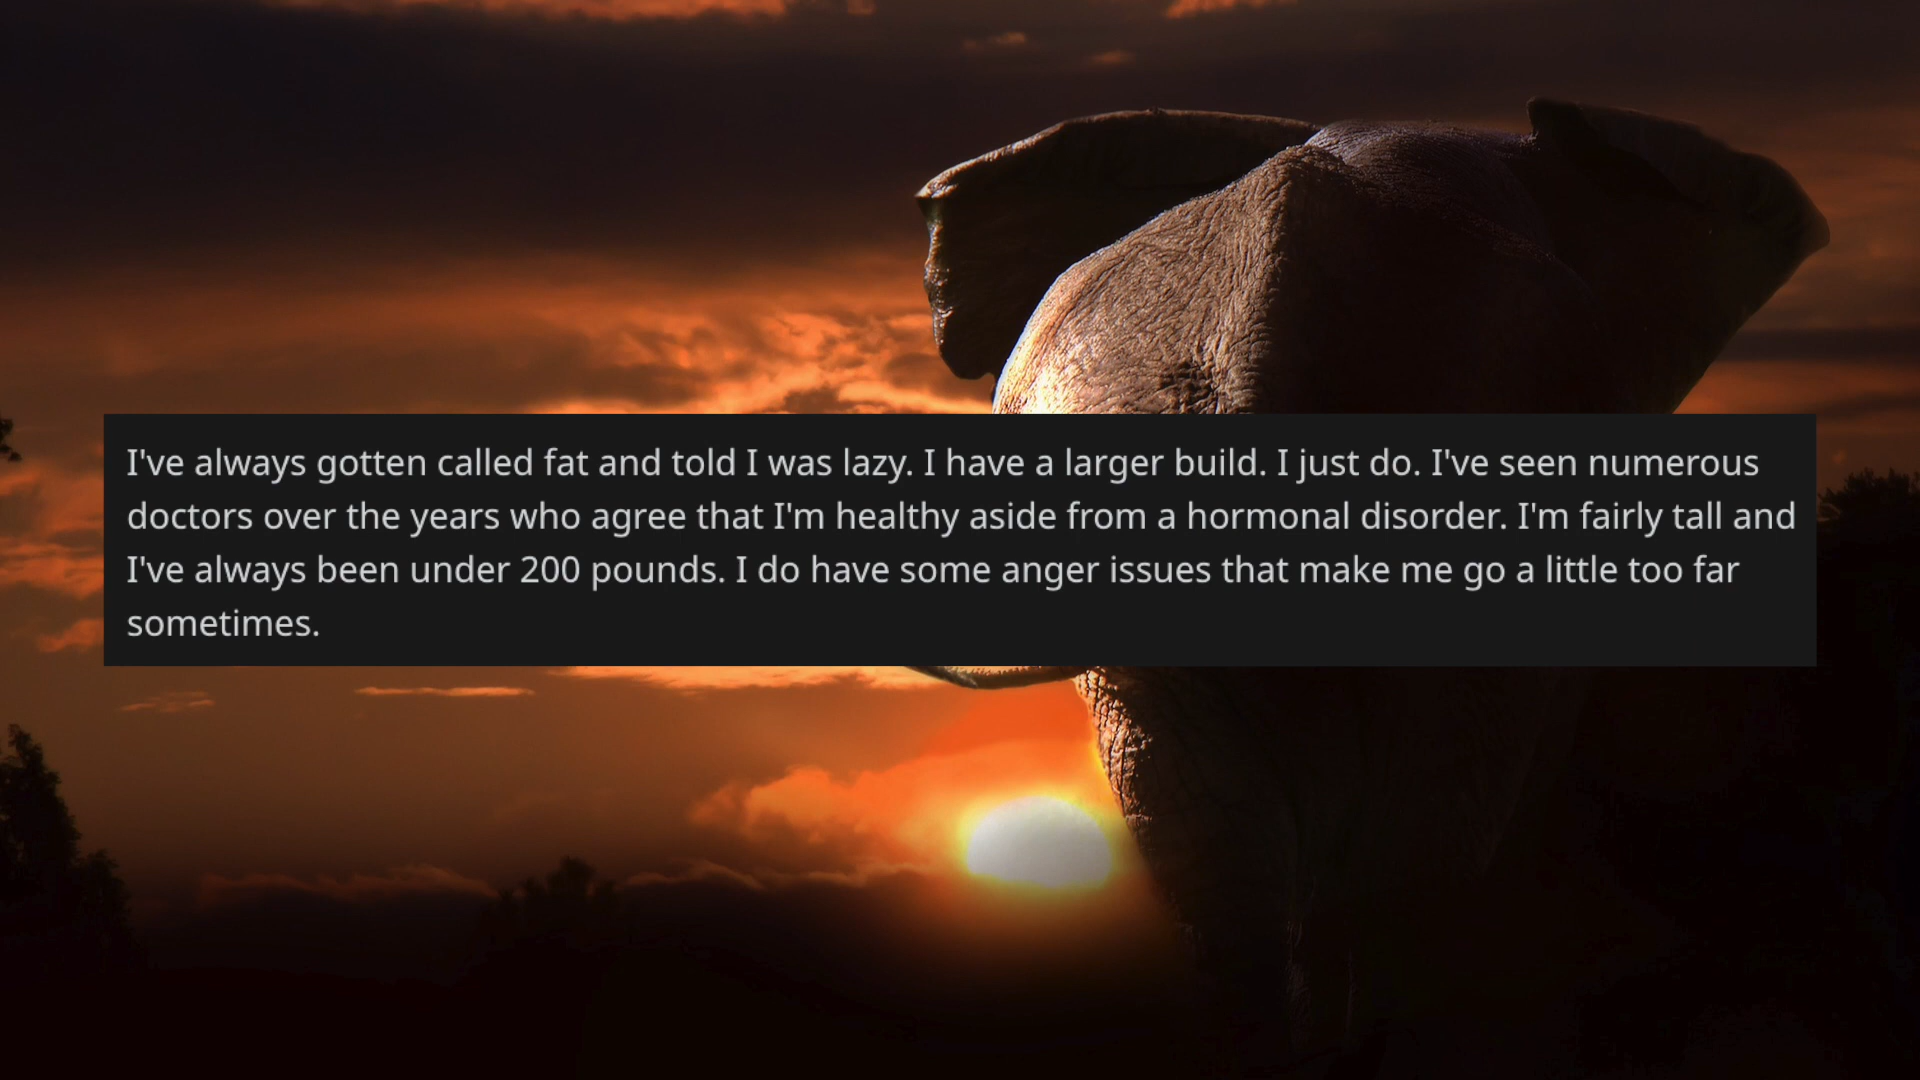 I've always gotten called fat and told I was lazy. I have a larger build. I just do. I've seen numerous
doctors over the years who agree that I'm healthy aside from a hormonal disorder. I'm fairly tall and
I've always been under 200 pounds. I do have some anger issues that make me go a little too far
sometimes.